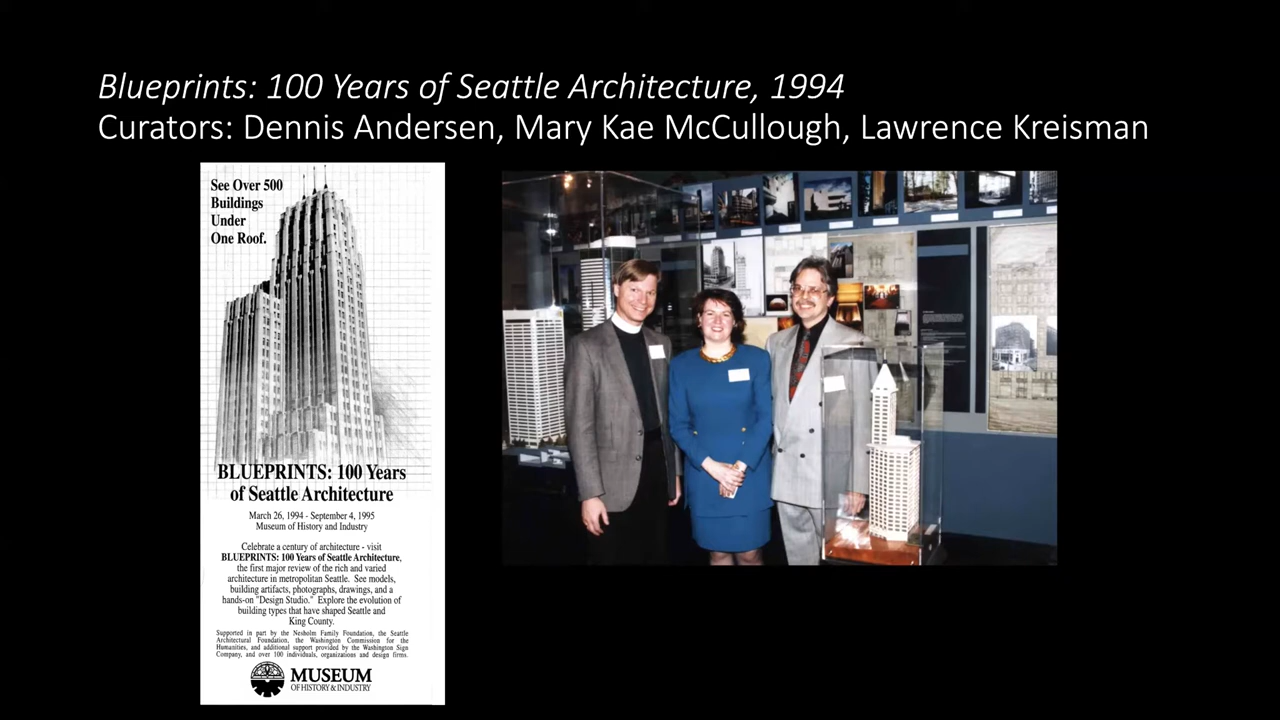 Blueprints: 100 Years of Seattle Architecture, 1994
Curators: Dennis Andersen, Mary Kae McCullough, Lawrence Kreisman
See Over 500
Buildings
Under
One Roof.
BLUEPRINTS: 100 Years
of Seattle Architecture
March 26, 1994 - September 4, 1995
Museum of History and Industry
Celebrate a century of architecture - visit
BLUEPRINTS: 100 Years of Seattle Architecture,
the first major review of the rich and varied
architecture in metropolitan Seattle. See models,
building artifacts, photographs, drawings, and a
hands-on "Design Studio." Explore the evolution of
building types that have shaped Seattle and
King County.
Supported in part by the Nesholm Family Foundation, the Seattle
Architectural Foundation, the Washington Commission for the
Humanities, and additional support provided by the Washington Sign
Company, and over 100 individuals, organizations and design firms.
MUSEUM
OF HISTORY & INDUSTRY